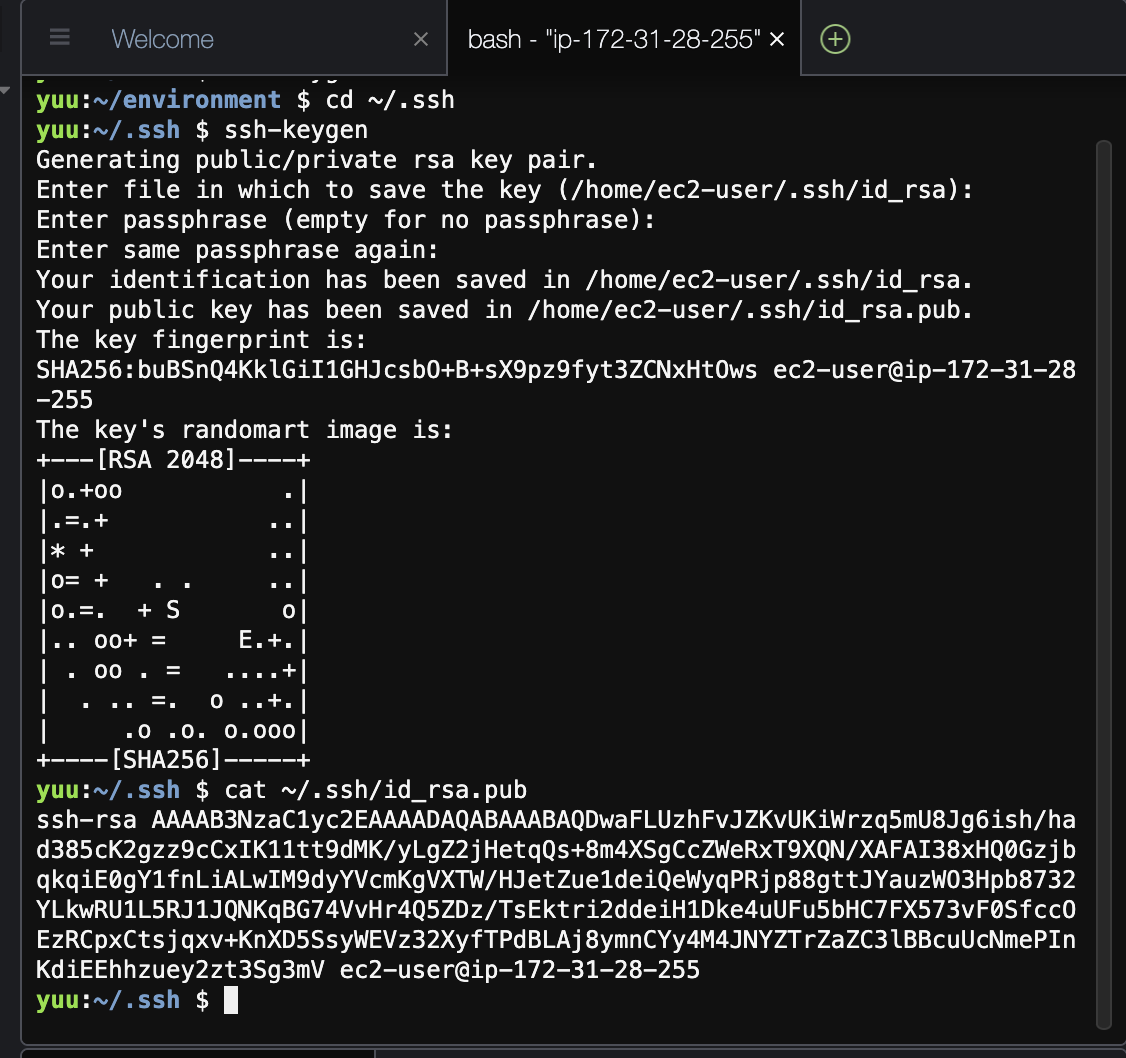 Welcome
bash - "ip-172-31-28-255"
yuu:~/environment $ cd ~/.ssh
yuu:~/.ssh $ ssh-keygen
Generating public/private rsa key pair.
Enter file in which to save the key (/home/ec2-user/.ssh/id_rsa):
Enter passphrase (empty for no passphrase):
Enter same passphrase again:
Your identification has been saved in /home/ec2-user/.ssh/id_rsa.
Your public key has been saved in /home/ec2-user/.ssh/id_rsa.pub.
The key fingerprint is:
SHA256:buBSnQ4KklGiI1GHJcsbO+B+sX9pz9fyt3ZCNxHtOws ec2-user@ip-172-31-28
-255
The key's randomart image is:
+---[RSA 2048]----+
|o.+oo           .|
|.=.+           ..|
|* +            ..|
|o= +   . .     ..|
|o.=.  + S       o|
|.. oo+ =     E.+.|
| . oo . =   ....+|
|  . .. =.  o ..+.|
|     .o .o. o.ooo|
+----[SHA256]-----+
yuu:~/.ssh $ cat ~/.ssh/id_rsa.pub
ssh-rsa AAAAB3NzaC1yc2EAAAADAQABAAABAQDwaFLUzhFvJZKvUKiWrzq5mU8Jg6ish/ha
d385cK2gzz9cCxIK11tt9dMK/yLgZ2jHetqQs+8m4XSgCcZWeRxT9XQN/XAFAI38xHQ0Gzjb
qkqiE0gY1fnLiALwIM9dyYVcmKgVXTW/HJetZue1deiQeWyqPRjp88gttJYauzWO3Hpb8732
YLkwRU1L5RJ1JQNKqBG74VvHr4Q5ZDz/TsEktri2ddeiH1Dke4uUFu5bHC7FX573vF0SfccO
EzRCpxCtsjqxv+KnXD5SsyWEVz32XyfTPdBLAj8ymnCYy4M4JNYZTrZaZC3lBBcuUcNmePIn
KdiEEhhzuey2zt3Sg3mV ec2-user@ip-172-31-28-255
yuu:~/.ssh $